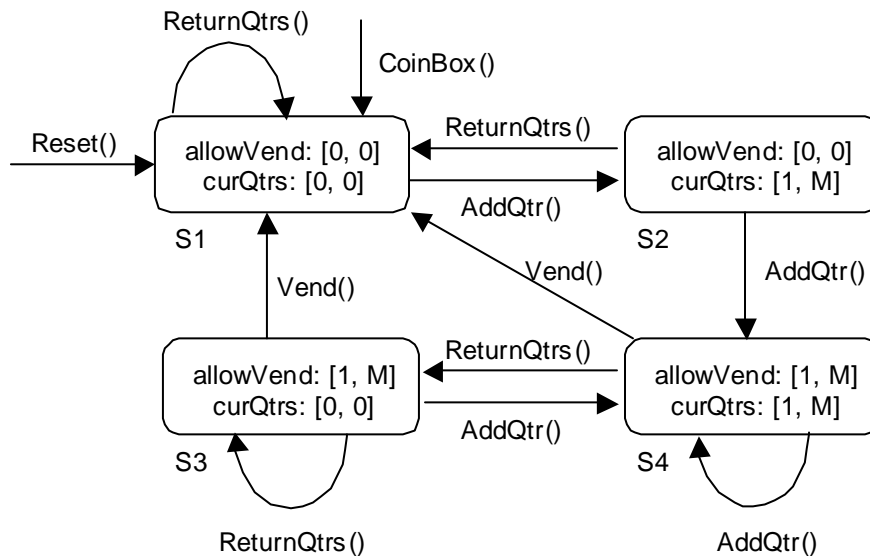 ReturnQtrs()
CoinBox()
Reset()
allowVend: [0, 0]
curQtrs: [0, 0]
S1
ReturnQtrs()
AddQtr()
allowVend: [0, 0]
curQtrs: [1, M]
S2
Vend()
Vend()
AddQtr()
allowVend: [1, M]
curQtrs: [0, 0]
S3
ReturnQtrs()
AddQtr()
allowVend: [1, M]
curQtrs: [1, M]
S4
ReturnQtrs()
AddQtr()